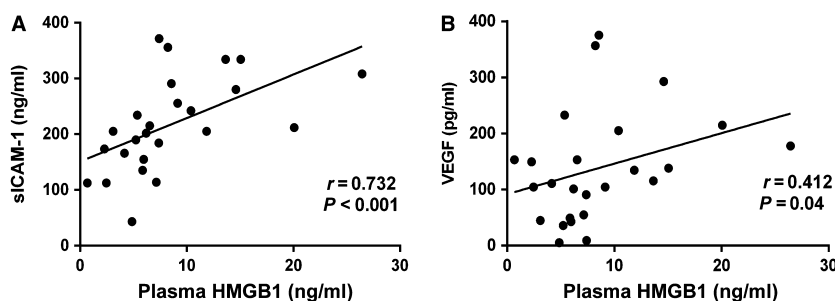 A
sICAM-1 (ng/ml)
400
300
200
100
0
r = 0.732
P < 0.001
0 10 20 30
Plasma HMGB1 (ng/ml)
B
VEGF (pg/ml)
400
300
200
100
0
r = 0.412
P = 0.04
0 10 20 30
Plasma HMGB1 (ng/ml)